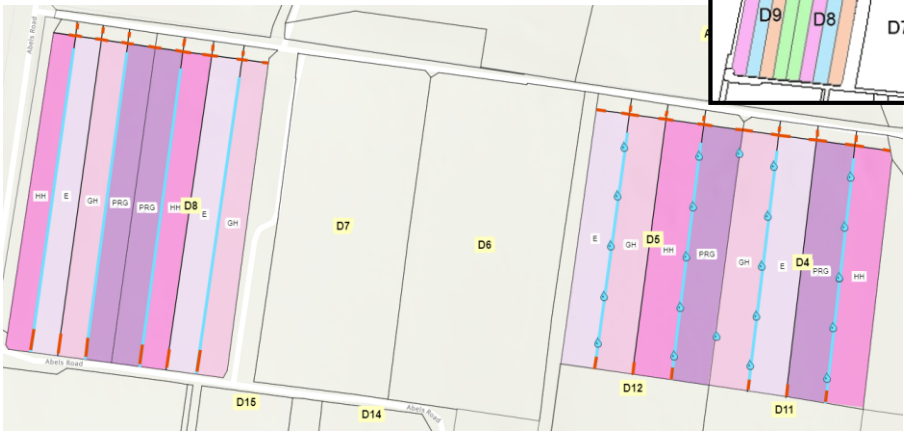 Abels Road
D9
D8
D7
HH
E
GH
PRG
PRG
HH
D8
E
GH
D7
D6
E
GH
D5
HH
PRG
GH
E
D4
PRG
HH
Abels Road
D15
D14
Abels Road
D12
D11